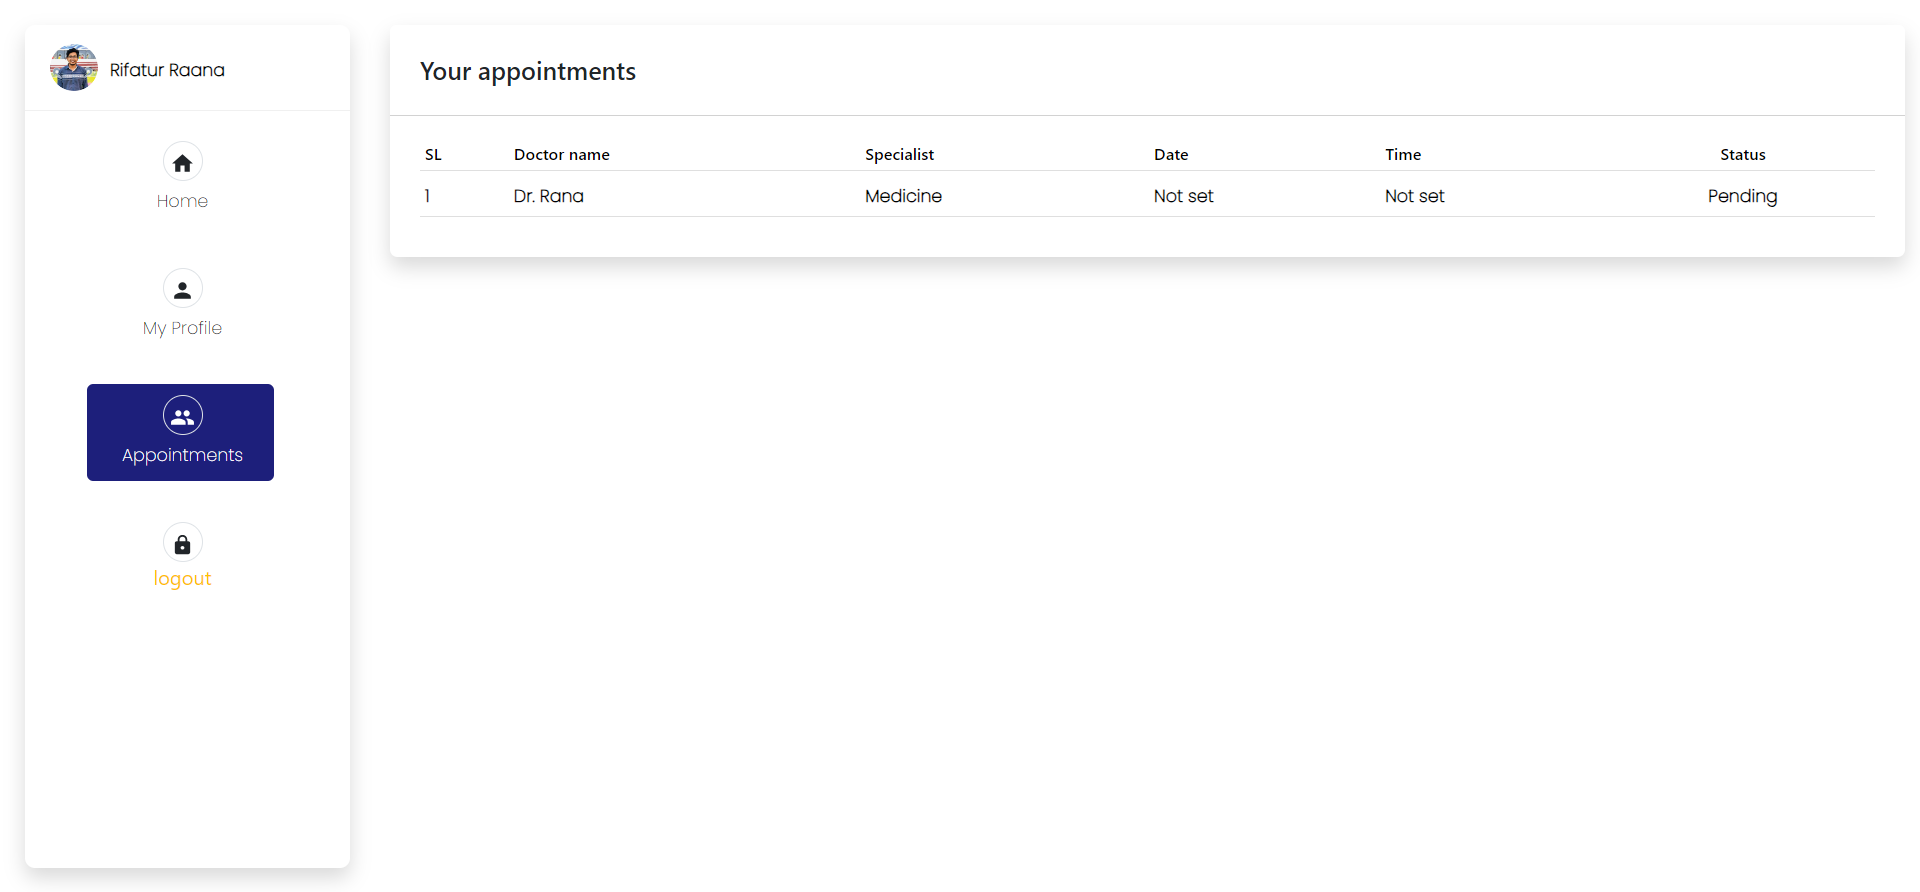 Rifatur Raana
Home
My Profile
Appointments
logout
Your appointments
SL Doctor name Specialist Date Time Status
1 Dr. Rana Medicine Not set Not set Pending